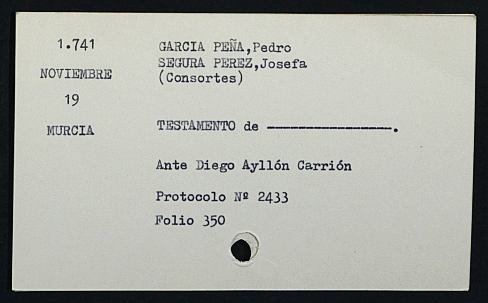 1.741
NOVIEMBRE
19
MURCIA
GARCIA PEÑA,Pedro
SEGURA PEREZ,Josefa
(Consortes)
TESTAMENTO de ----------------.
Ante Diego Ayllón Carrión
Protocolo Nº 2433
Folio 350